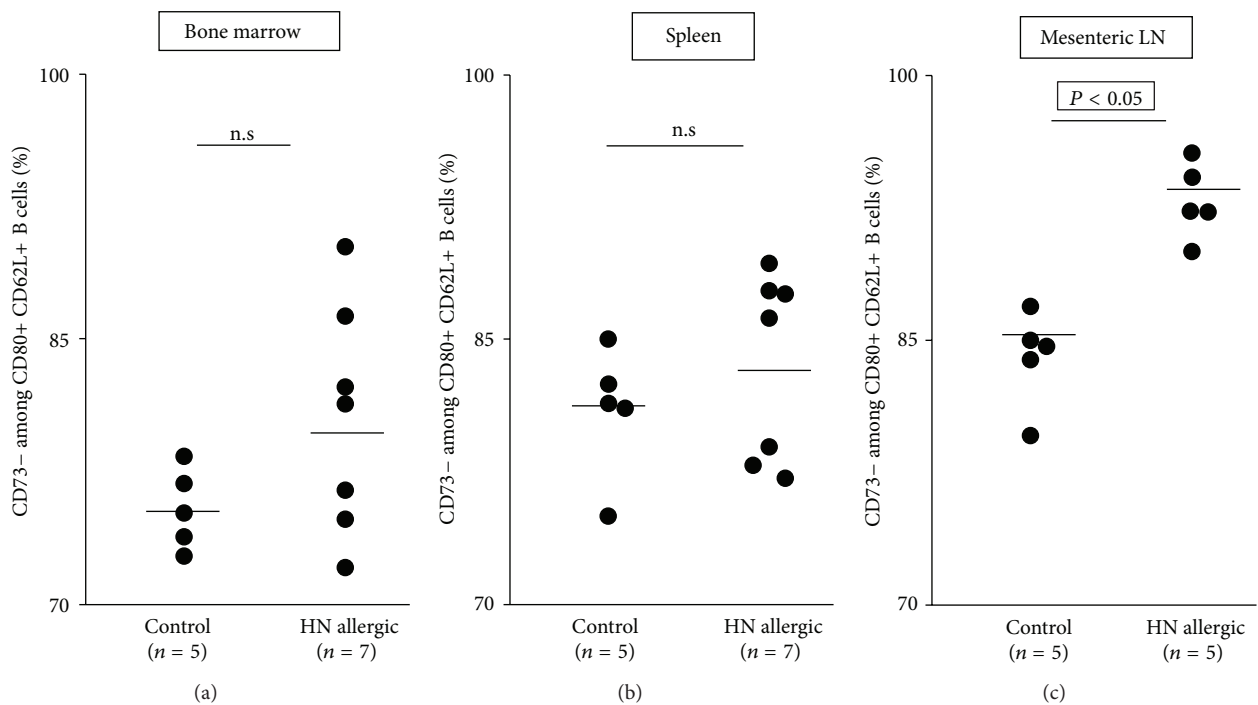 Bone marrow
100
n.s
85
70
CD73− among CD80+ CD62L+ B cells (%)
Control
(n = 5)
HN allergic
(n = 7)
(a)
Spleen
100
n.s
85
70
CD73− among CD80+ CD62L+ B cells (%)
Control
(n = 5)
HN allergic
(n = 7)
(b)
Mesenteric LN
100
P < 0.05
85
70
CD73− among CD80+ CD62L+ B cells (%)
Control
(n = 5)
HN allergic
(n = 5)
(c)